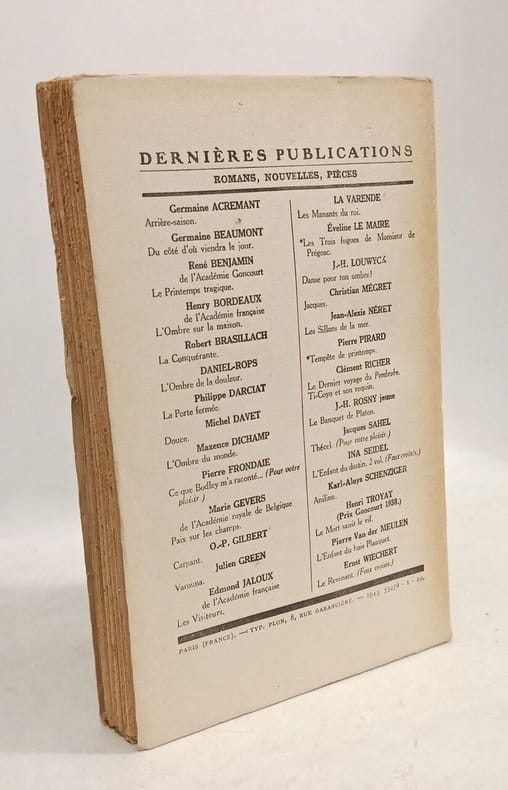 DERNIÈRES PUBLICATIONS
ROMANS, NOUVELLES, PIÈCES
Germaine ACREMANT
Arrière-saison.
Germaine BEAUMONT
Du côté d'où viendra le jour.
René BENJAMIN
de l'Académie Goncourt
Le Printemps tragique.
Henry BORDEAUX
de l'Académie française
L'Ombre sur la maison.
Robert BRASILLACH
La Conquérante.
DANIEL-ROPS
L'Ombre de la douleur.
Philippe DARCIAT
La Porte fermée.
Michel DAVET
Douce.
Maxence DICHAMP
L'Ombre du monde.
Pierre FRONDAIE
Ce que Bodley m'a raconté... (Pour votre
plaisir.)
Marie GEVERS
de l'Académie royale de Belgique
Paix sur les champs.
O.-P. GILBERT
Carpant.
Julien GREEN
Varouna.
Edmond JALOUX
de l'Académie française
Les Visiteurs.
LA VARENDE
Les Manants du roi.
Éveline LE MAIRE
*Les Trois fugues de Monsieur de
Prégeac.
J.-H. LOUWYCK
Danse pour ton ombre!
Christian MÉGRET
Jacques.
Jean-Alexis NÉRET
Les Sillons de la mer.
Pierre PIRARD
*Tempête de printemps.
Clément RICHER
Le Dernier voyage du Pembroke.
Ti-Coyo et son requin.
J.-H. ROSNY jeune
Le Banquet de Platon.
Jacques SAHEL
Thécel. (Pour votre plaisir.)
INA SEIDEL
L'Enfant du destin. 2 vol. (Feux croisés.)
Karl-Aloys SCHENZIGER
Aniline.
Henri TROYAT
(Prix Goncourt 1938.)
Le Mort saisit le vif.
Pierre Van der MEULEN
L'Enfant du bois Plauquet.
Ernst WIECHERT
Le Revenant. (Feux croisés.)
PARIS (FRANCE). — TYP. PLON, 8, RUE GARANCIÈRE. — 1943. 55278-1-10.